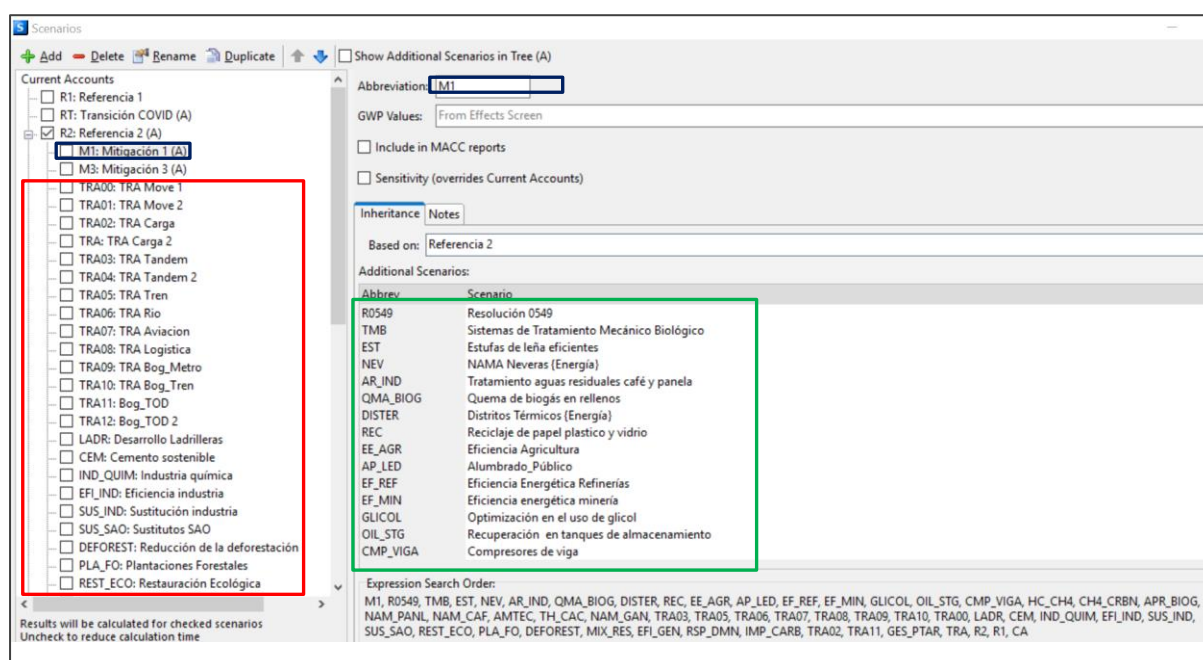 Scenarios
Add Delete Rename Duplicate Show Additional Scenarios in Tree (A)
Current Accounts
R1: Referencia 1
RT: Transición COVID (A)
R2: Referencia 2 (A)
M1: Mitigación 1 (A)
M3: Mitigación 3 (A)
TRA00: TRA Move 1
TRA01: TRA Move 2
TRA02: TRA Carga
TRA: TRA Carga 2
TRA03: TRA Tandem
TRA04: TRA Tandem 2
TRA05: TRA Tren
TRA06: TRA Rio
TRA07: TRA Aviacion
TRA08: TRA Logistica
TRA09: TRA Bog_Metro
TRA10: TRA Bog_Tren
TRA11: Bog_TOD
TRA12: Bog_TOD 2
LADR: Desarrollo Ladrilleras
CEM: Cemento sostenible
IND_QUIM: Industria química
EFI_IND: Eficiencia industria
SUS_IND: Sustitución industria
SUS_SAO: Sustitutos SAO
DEFOREST: Reducción de la deforestación
PLA_FO: Plantaciones Forestales
REST_ECO: Restauración Ecológica
Results will be calculated for checked scenarios
Uncheck to reduce calculation time
Abbreviation: M1
GWP Values: From Effects Screen
Include in MACC reports
Sensitivity (overrides Current Accounts)
Inheritance Notes
Based on: Referencia 2
Additional Scenarios:
Abbrev Scenario
R0549 Resolución 0549
TMB Sistemas de Tratamiento Mecánico Biológico
EST Estufas de leña eficientes
NEV NAMA Neveras (Energía)
AR_IND Tratamiento aguas residuales café y panela
QMA_BIOG Quema de biogás en rellenos
DISTER Distritos Térmicos (Energía)
REC Reciclaje de papel plastico y vidrio
EE_AGR Eficiencia Agricultura
AP_LED Alumbrado_Público
EF_REF Eficiencia Energética Refinerías
EF_MIN Eficiencia energética minería
GLICOL Optimización en el uso de glicol
OIL_STG Recuperación en tanques de almacenamiento
CMP_VIGA Compresores de viga
Expression Search Order:
M1, R0549, TMB, EST, NEV, AR_IND, QMA_BIOG, DISTER, REC, EE_AGR, AP_LED, EF_REF, EF_MIN, GLICOL, OIL_STG, CMP_VIGA, HC_CH4, CH4_CRBN, APR_BIOG,
NAM_PANL, NAM_CAF, AMTEC, TH_CAC, NAM_GAN, TRA03, TRA05, TRA06, TRA07, TRA08, TRA09, TRA10, TRA00, LADR, CEM, IND_QUIM, EFI_IND, SUS_IND,
SUS_SAO, REST_ECO, PLA_FO, DEFOREST, MIX_RES, EFI_GEN, RSP_DMN, IMP_CARB, TRA02, TRA11, GES_PTAR, TRA, R2, R1, CA